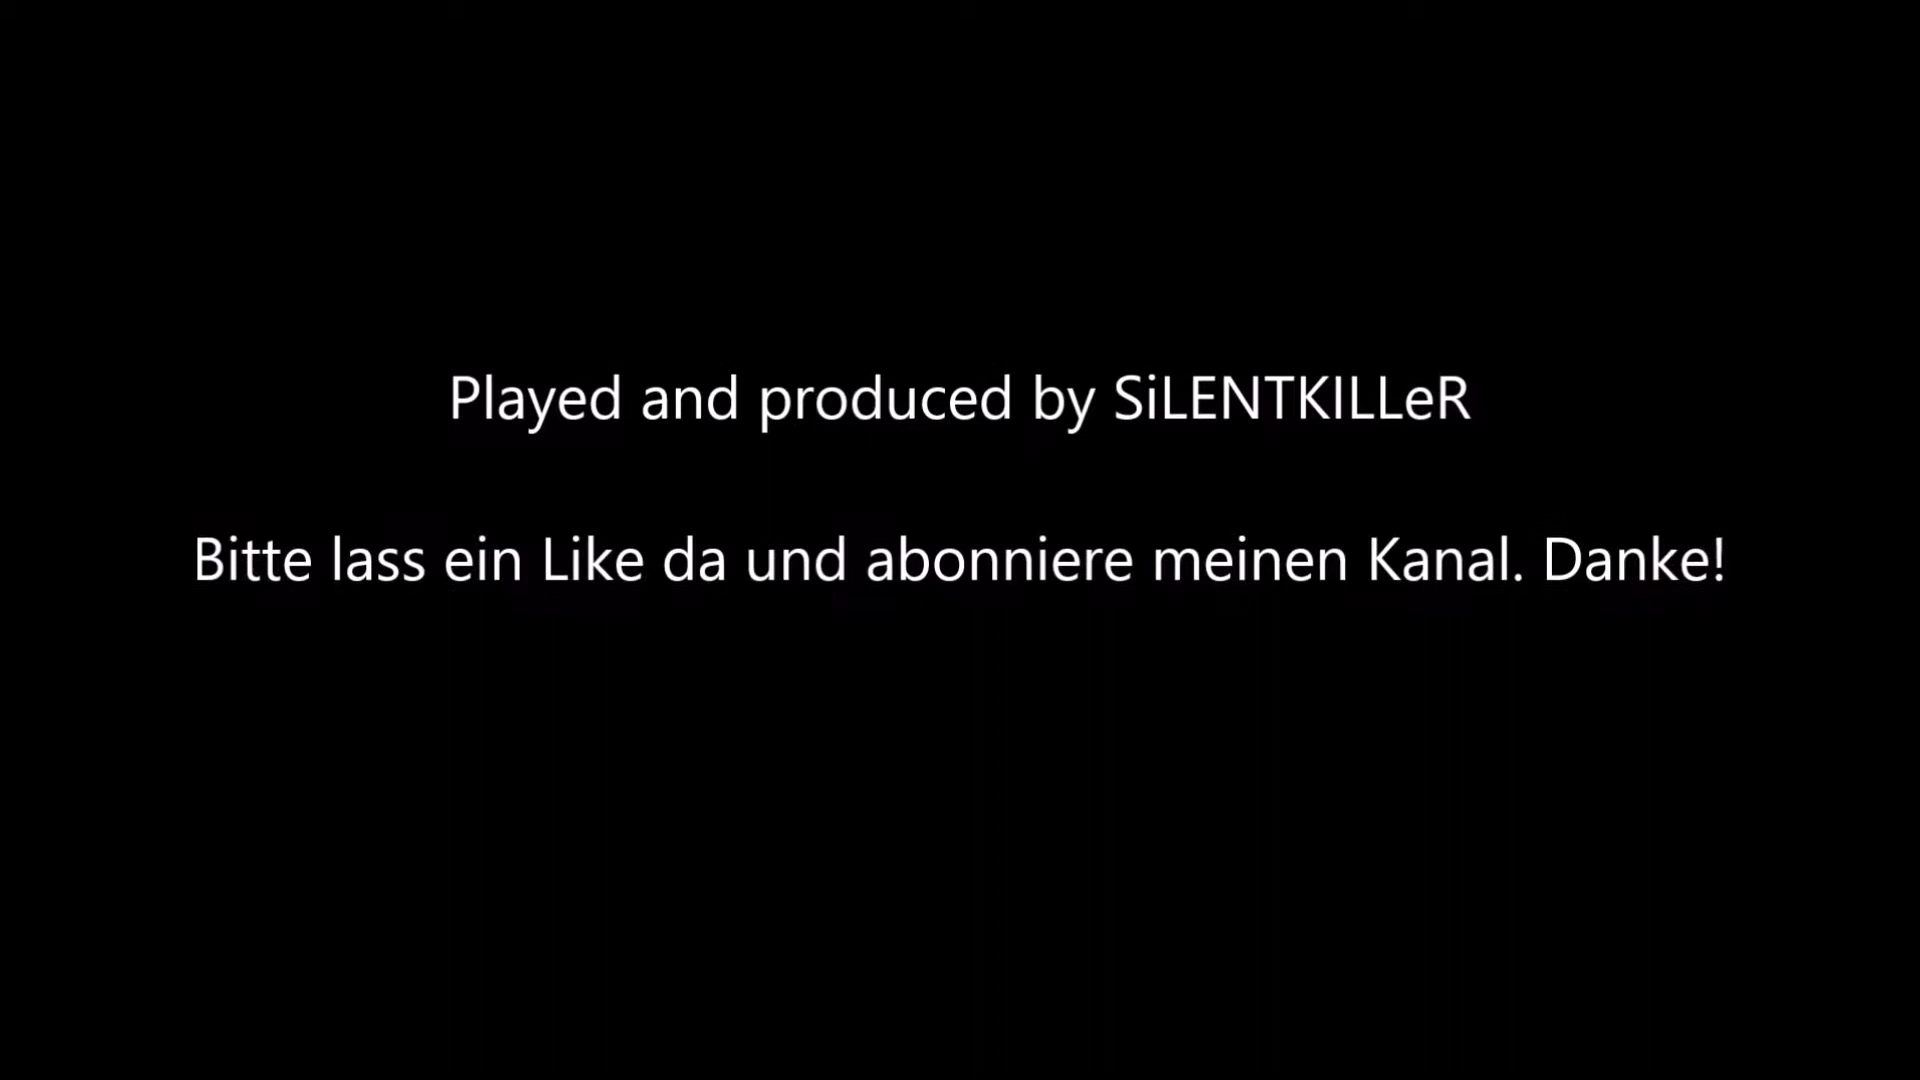 Played and produced by SiLENTKILLeR
Bitte lass ein Like da und abonniere meinen Kanal. Danke!